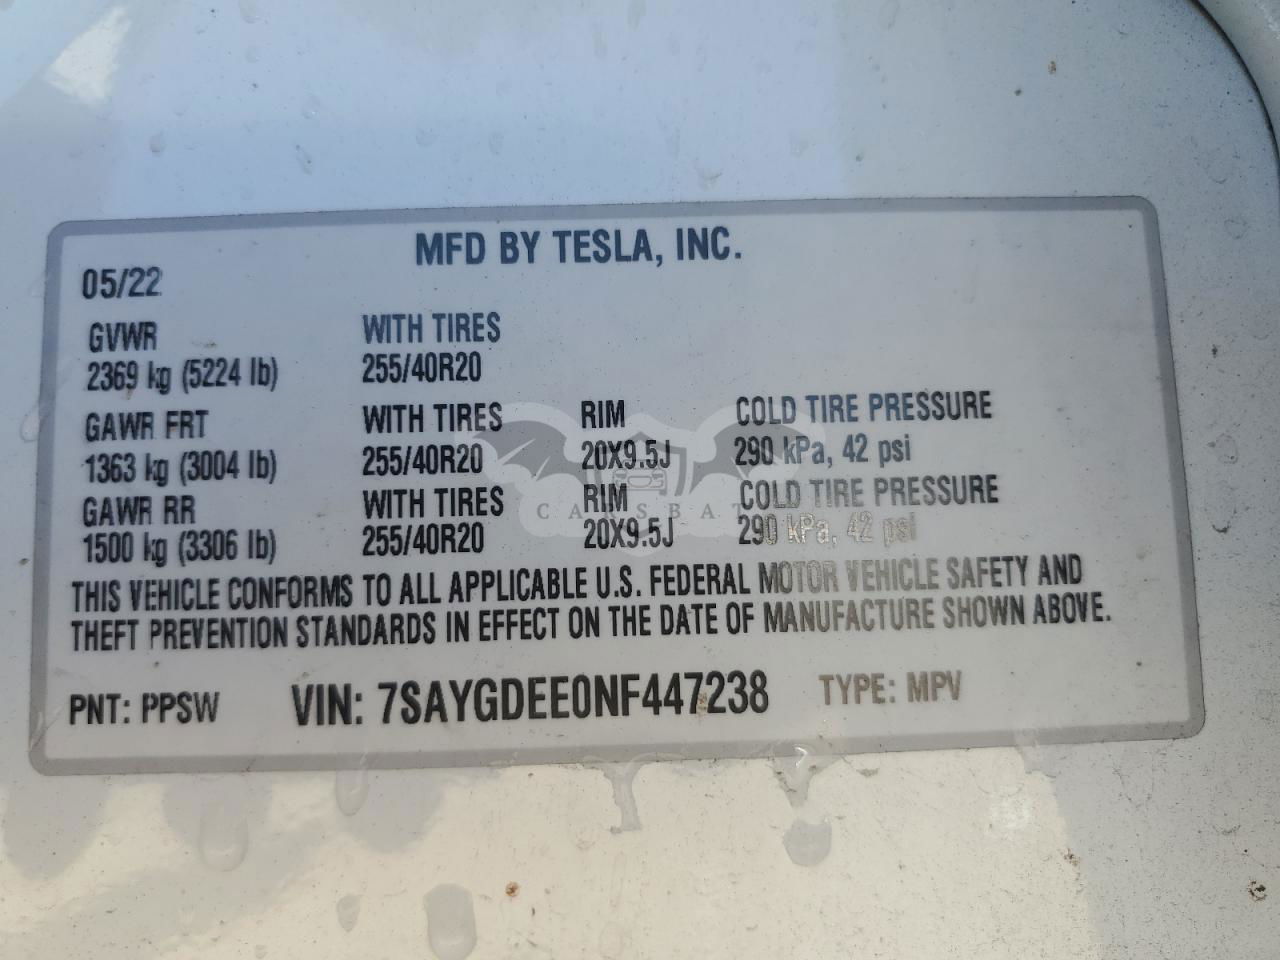 MFD BY TESLA, INC.
05/22
GVWR WITH TIRES
2369 kg (5224 lb) 255/40R20
GAWR FRT WITH TIRES RIM COLD TIRE PRESSURE
1363 kg (3004 lb) 255/40R20 20X9.5J 290 kPa, 42 psi
GAWR RR WITH TIRES RIM COLD TIRE PRESSURE
CARSBAT
1500 kg (3306 lb) 255/40R20 20X9.5J 290 kPa, 42 psi
THIS VEHICLE CONFORMS TO ALL APPLICABLE U.S. FEDERAL MOTOR VEHICLE SAFETY AND
THEFT PREVENTION STANDARDS IN EFFECT ON THE DATE OF MANUFACTURE SHOWN ABOVE.
PNT: PPSW VIN: 7SAYGDEE0NF447238 TYPE: MPV